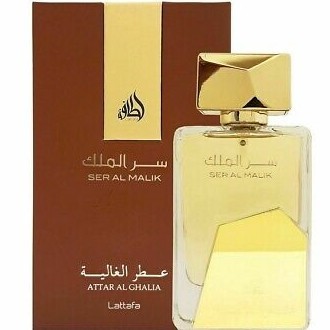 لطافة
سر الملك
SER AL MALIK
عطر الغالية
ATTAR AL GHALIA
Lattafa
سر الملك
SER AL MALIK